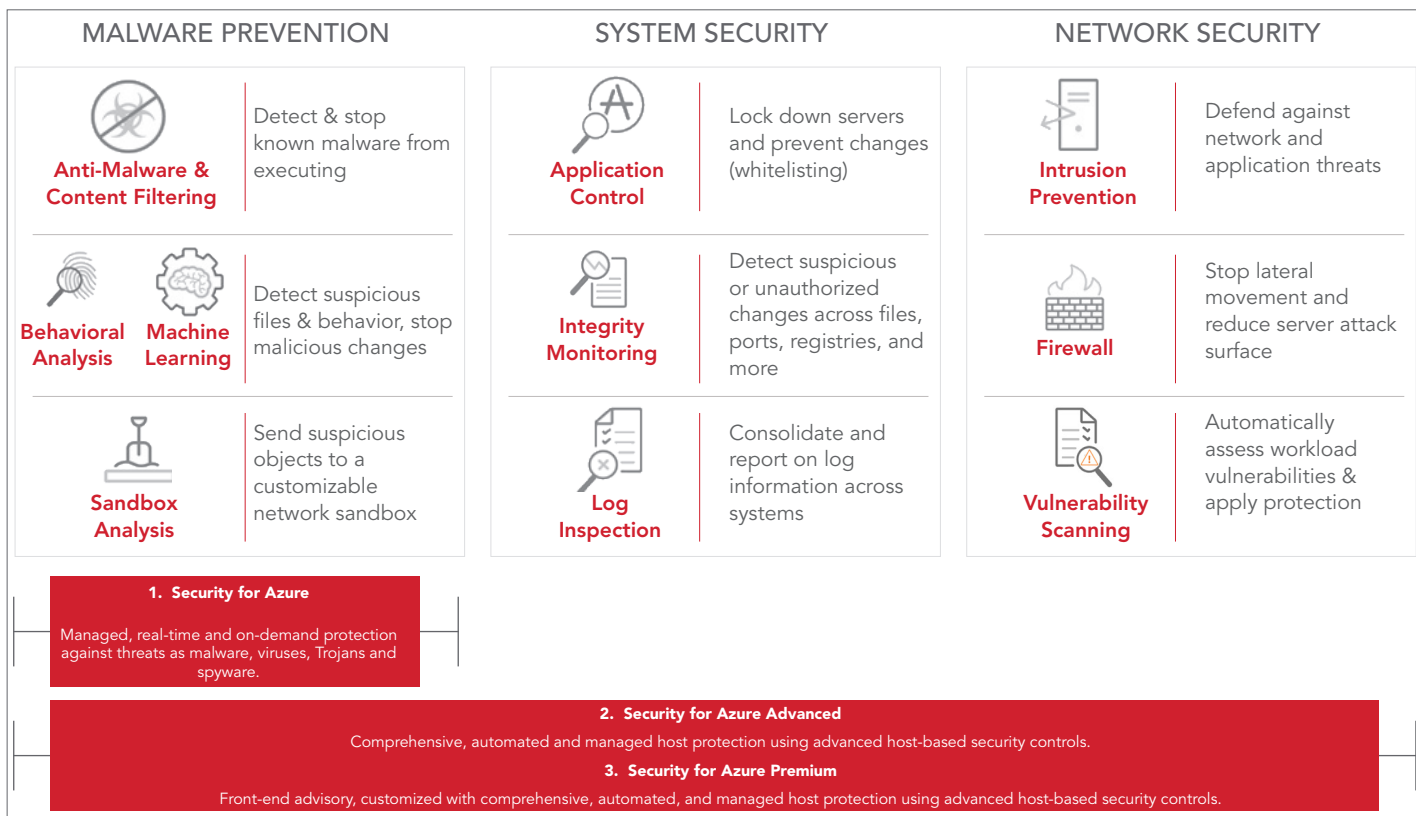 MALWARE PREVENTION
Anti-Malware &
Content Filtering
Detect & stop
known malware from
executing
Behavioral
Analysis
Machine
Learning
Detect suspicious
files & behavior, stop
malicious changes
Sandbox
Analysis
Send suspicious
objects to a
customizable
network sandbox
SYSTEM SECURITY
Application
Control
Lock down servers
and prevent changes
(whitelisting)
Integrity
Monitoring
Detect suspicious
or unauthorized
changes across files,
ports, registries, and
more
Log
Inspection
Consolidate and
report on log
information across
systems
NETWORK SECURITY
Intrusion
Prevention
Defend against
network and
application threats
Firewall
Stop lateral
movement and
reduce server attack
surface
Vulnerability
Scanning
Automatically
assess workload
vulnerabilities &
apply protection
1. Security for Azure
Managed, real-time and on-demand protection
against threats as malware, viruses, Trojans and
spyware.
2. Security for Azure Advanced
Comprehensive, automated and managed host protection using advanced host-based security controls.
3. Security for Azure Premium
Front-end advisory, customized with comprehensive, automated, and managed host protection using advanced host-based security controls.